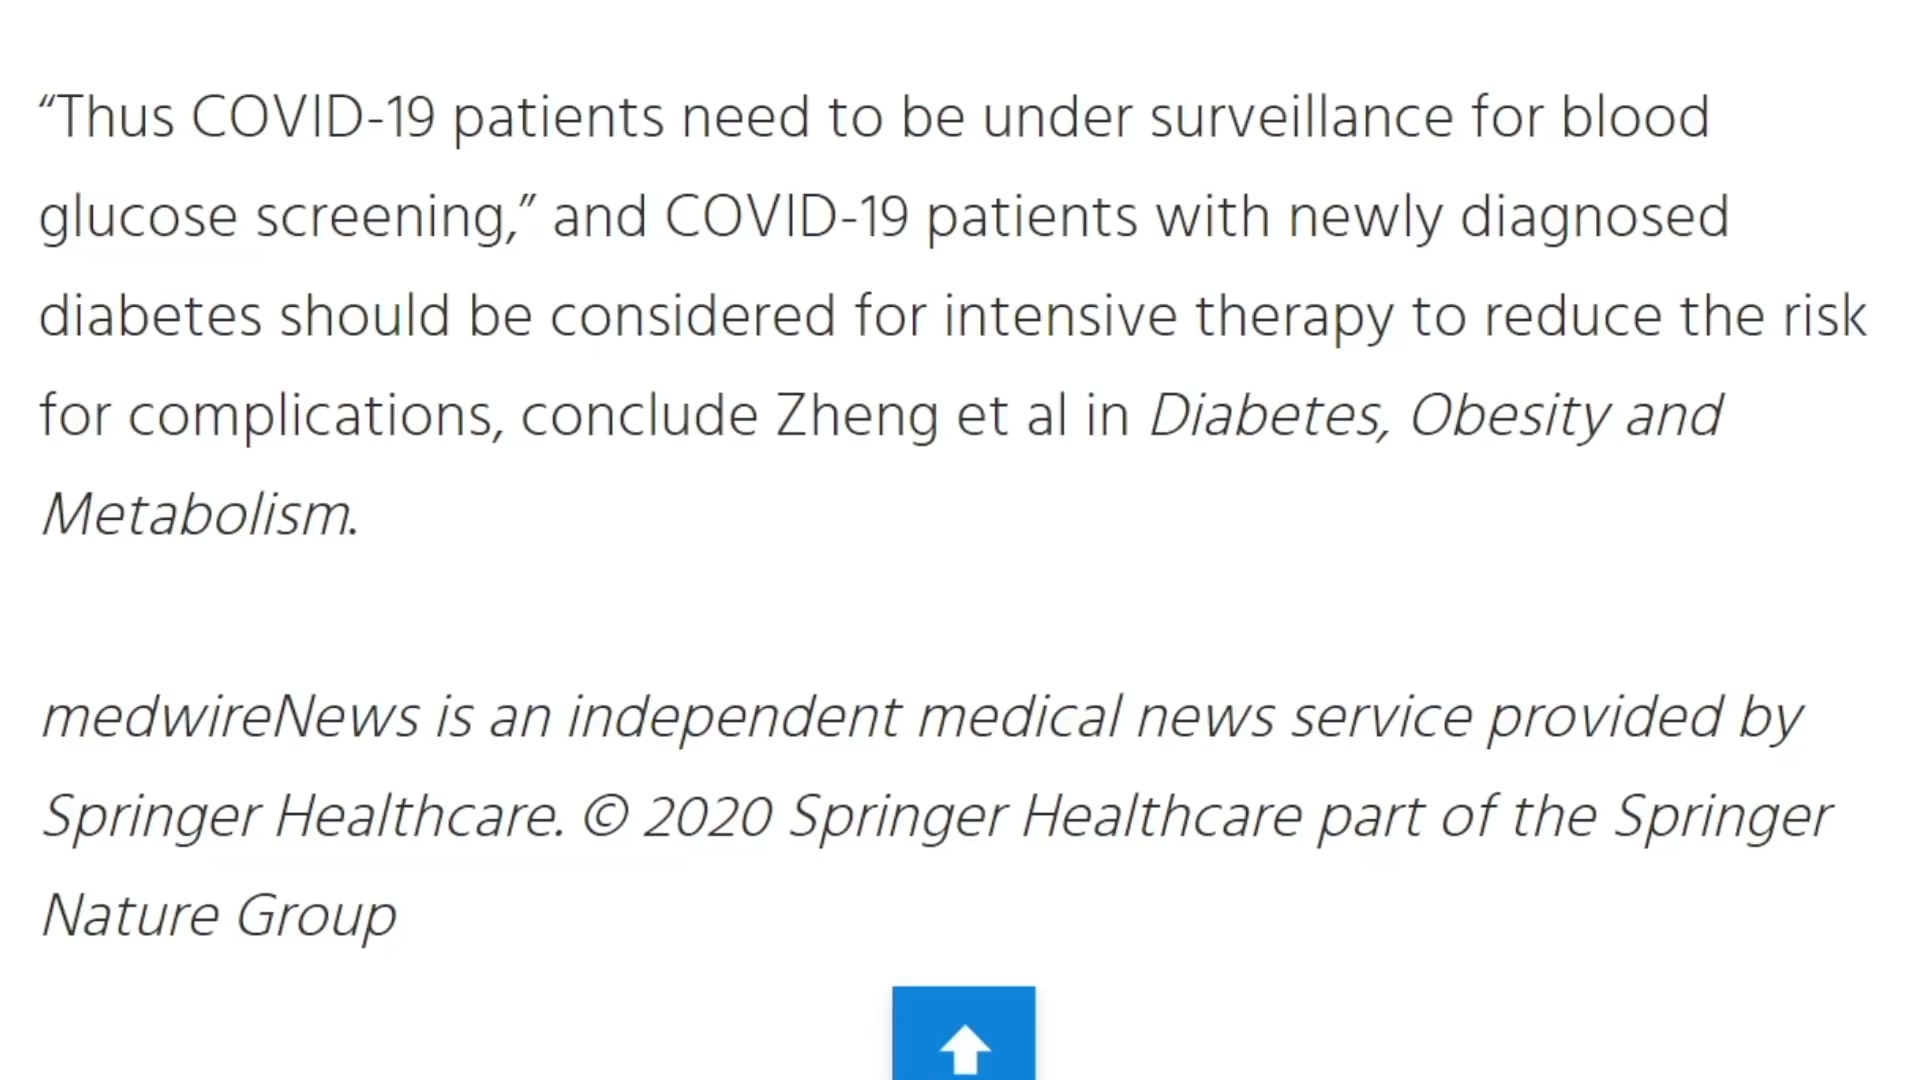 “Thus COVID-19 patients need to be under surveillance for blood
glucose screening,” and COVID-19 patients with newly diagnosed
diabetes should be considered for intensive therapy to reduce the risk
for complications, conclude Zheng et al in Diabetes, Obesity and
Metabolism.
medwireNews is an independent medical news service provided by
Springer Healthcare. © 2020 Springer Healthcare part of the Springer
Nature Group